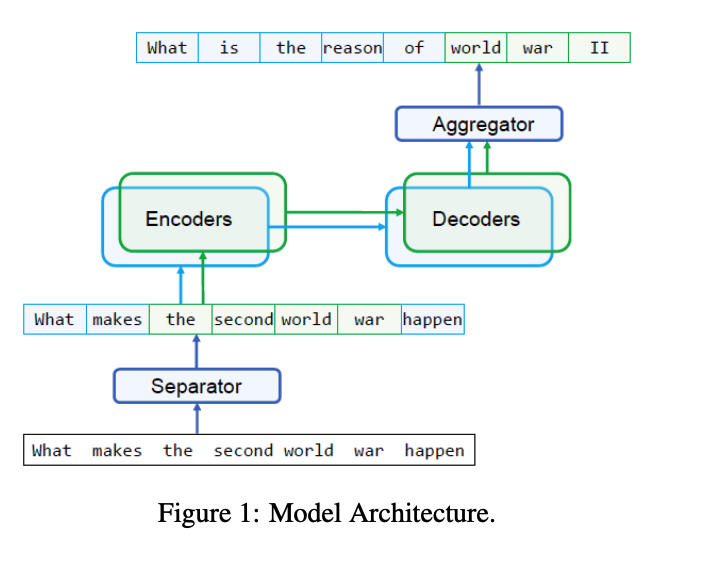 What is the reason of world war II
Aggregator
Encoders Decoders
What makes the second world war happen
Separator
What makes the second world war happen
Figure 1: Model Architecture.